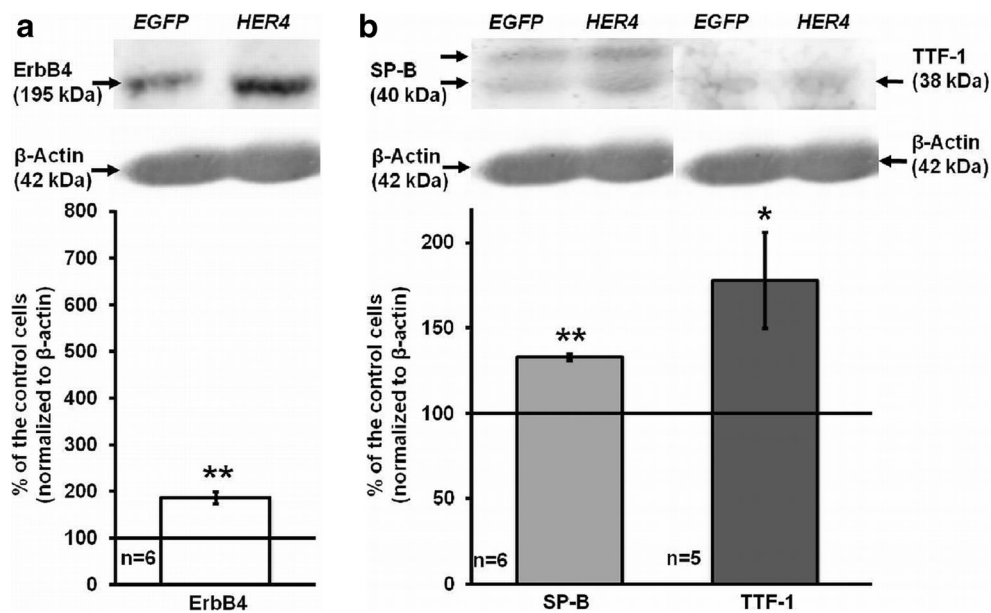 a
EGFP HER4
ErbB4
(195 kDa)
β-Actin
(42 kDa)
% of the control cells
(normalized to β-actin)
800
700
600
500
400
300
200
100
0
**
n=6
ErbB4
b
EGFP HER4 EGFP HER4
SP-B
(40 kDa)
TTF-1
(38 kDa)
β-Actin
(42 kDa)
β-Actin
(42 kDa)
% of the control cells
(normalized to β-actin)
200
150
100
50
0
**
*
n=6
n=5
SP-B TTF-1